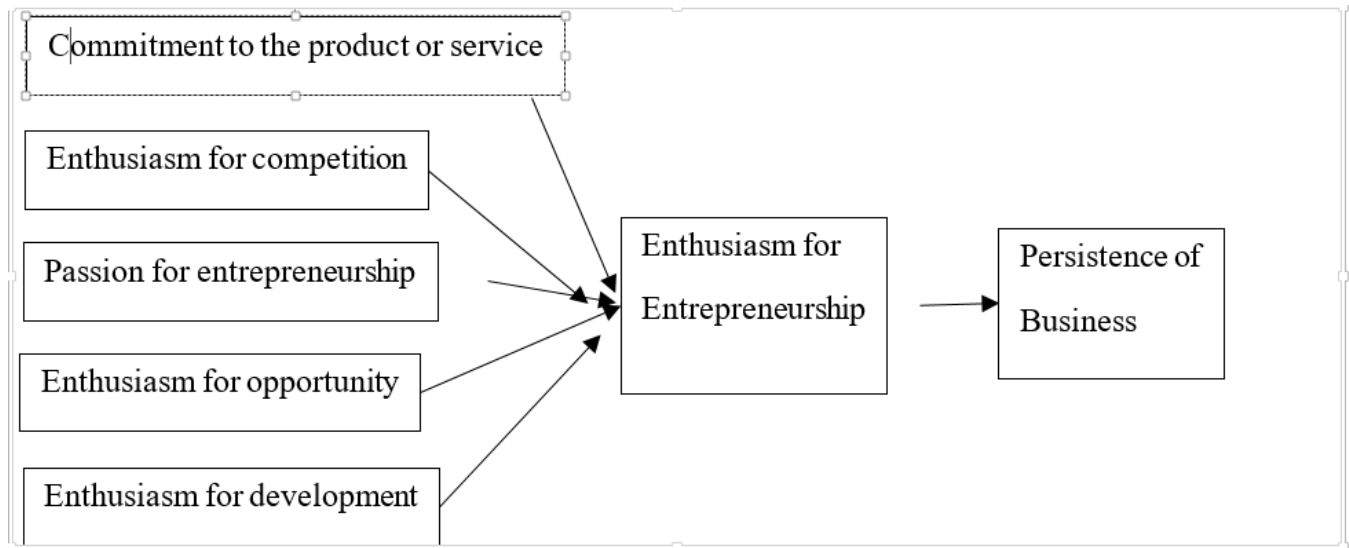 Commitment to the product or service
Enthusiasm for competition
Passion for entrepreneurship
Enthusiasm for opportunity
Enthusiasm for development
Enthusiasm for
Entrepreneurship
Persistence of
Business